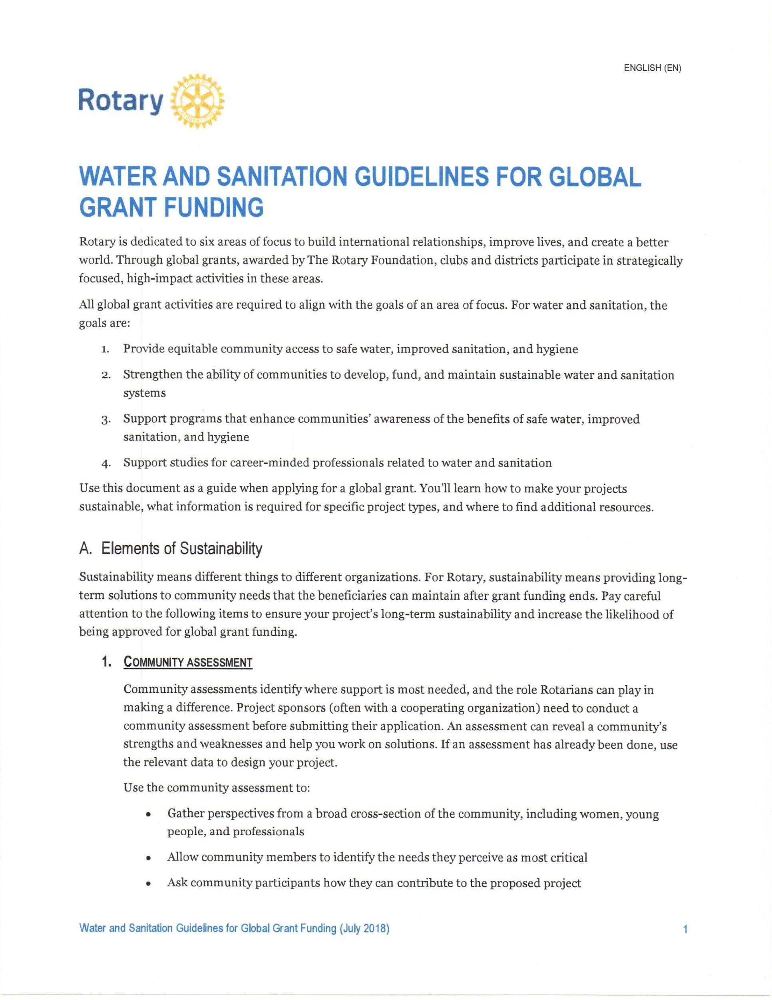 ENGLISH (EN)
Rotary
ROTARY
INTERNATIONAL
WATER AND SANITATION GUIDELINES FOR GLOBAL
GRANT FUNDING
Rotary is dedicated to six areas of focus to build international relationships, improve lives, and create a better
world. Through global grants, awarded by The Rotary Foundation, clubs and districts participate in strategically
focused, high-impact activities in these areas.
All global grant activities are required to align with the goals of an area of focus. For water and sanitation, the
goals are:
1. Provide equitable community access to safe water, improved sanitation, and hygiene
2. Strengthen the ability of communities to develop, fund, and maintain sustainable water and sanitation
systems
3. Support programs that enhance communities’ awareness of the benefits of safe water, improved
sanitation, and hygiene
4. Support studies for career-minded professionals related to water and sanitation
Use this document as a guide when applying for a global grant. You’ll learn how to make your projects
sustainable, what information is required for specific project types, and where to find additional resources.
A. Elements of Sustainability
Sustainability means different things to different organizations. For Rotary, sustainability means providing long-
term solutions to community needs that the beneficiaries can maintain after grant funding ends. Pay careful
attention to the following items to ensure your project’s long-term sustainability and increase the likelihood of
being approved for global grant funding.
1. COMMUNITY ASSESSMENT
Community assessments identify where support is most needed, and the role Rotarians can play in
making a difference. Project sponsors (often with a cooperating organization) need to conduct a
community assessment before submitting their application. An assessment can reveal a community’s
strengths and weaknesses and help you work on solutions. If an assessment has already been done, use
the relevant data to design your project.
Use the community assessment to:
• Gather perspectives from a broad cross-section of the community, including women, young
people, and professionals
• Allow community members to identify the needs they perceive as most critical
• Ask community participants how they can contribute to the proposed project
Water and Sanitation Guidelines for Global Grant Funding (July 2018) 1